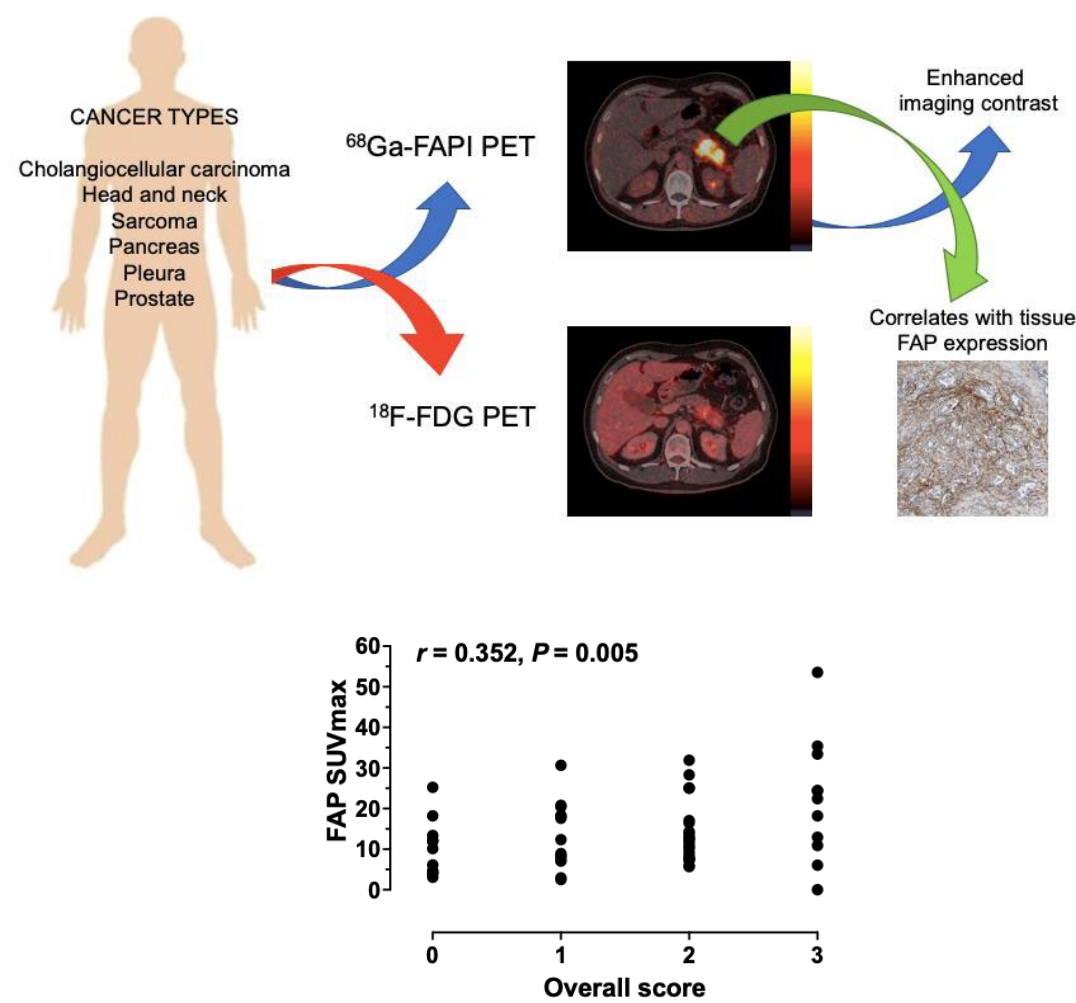 CANCER TYPES
Cholangiocellular carcinoma
Head and neck
Sarcoma
Pancreas
Pleura
Prostate
⁶⁸Ga-FAPI PET
¹⁸F-FDG PET
Enhanced
imaging contrast
Correlates with tissue
FAP expression
r = 0.352, P = 0.005
FAP SUVmax
60
50
40
30
20
10
0
0 1 2 3
Overall score